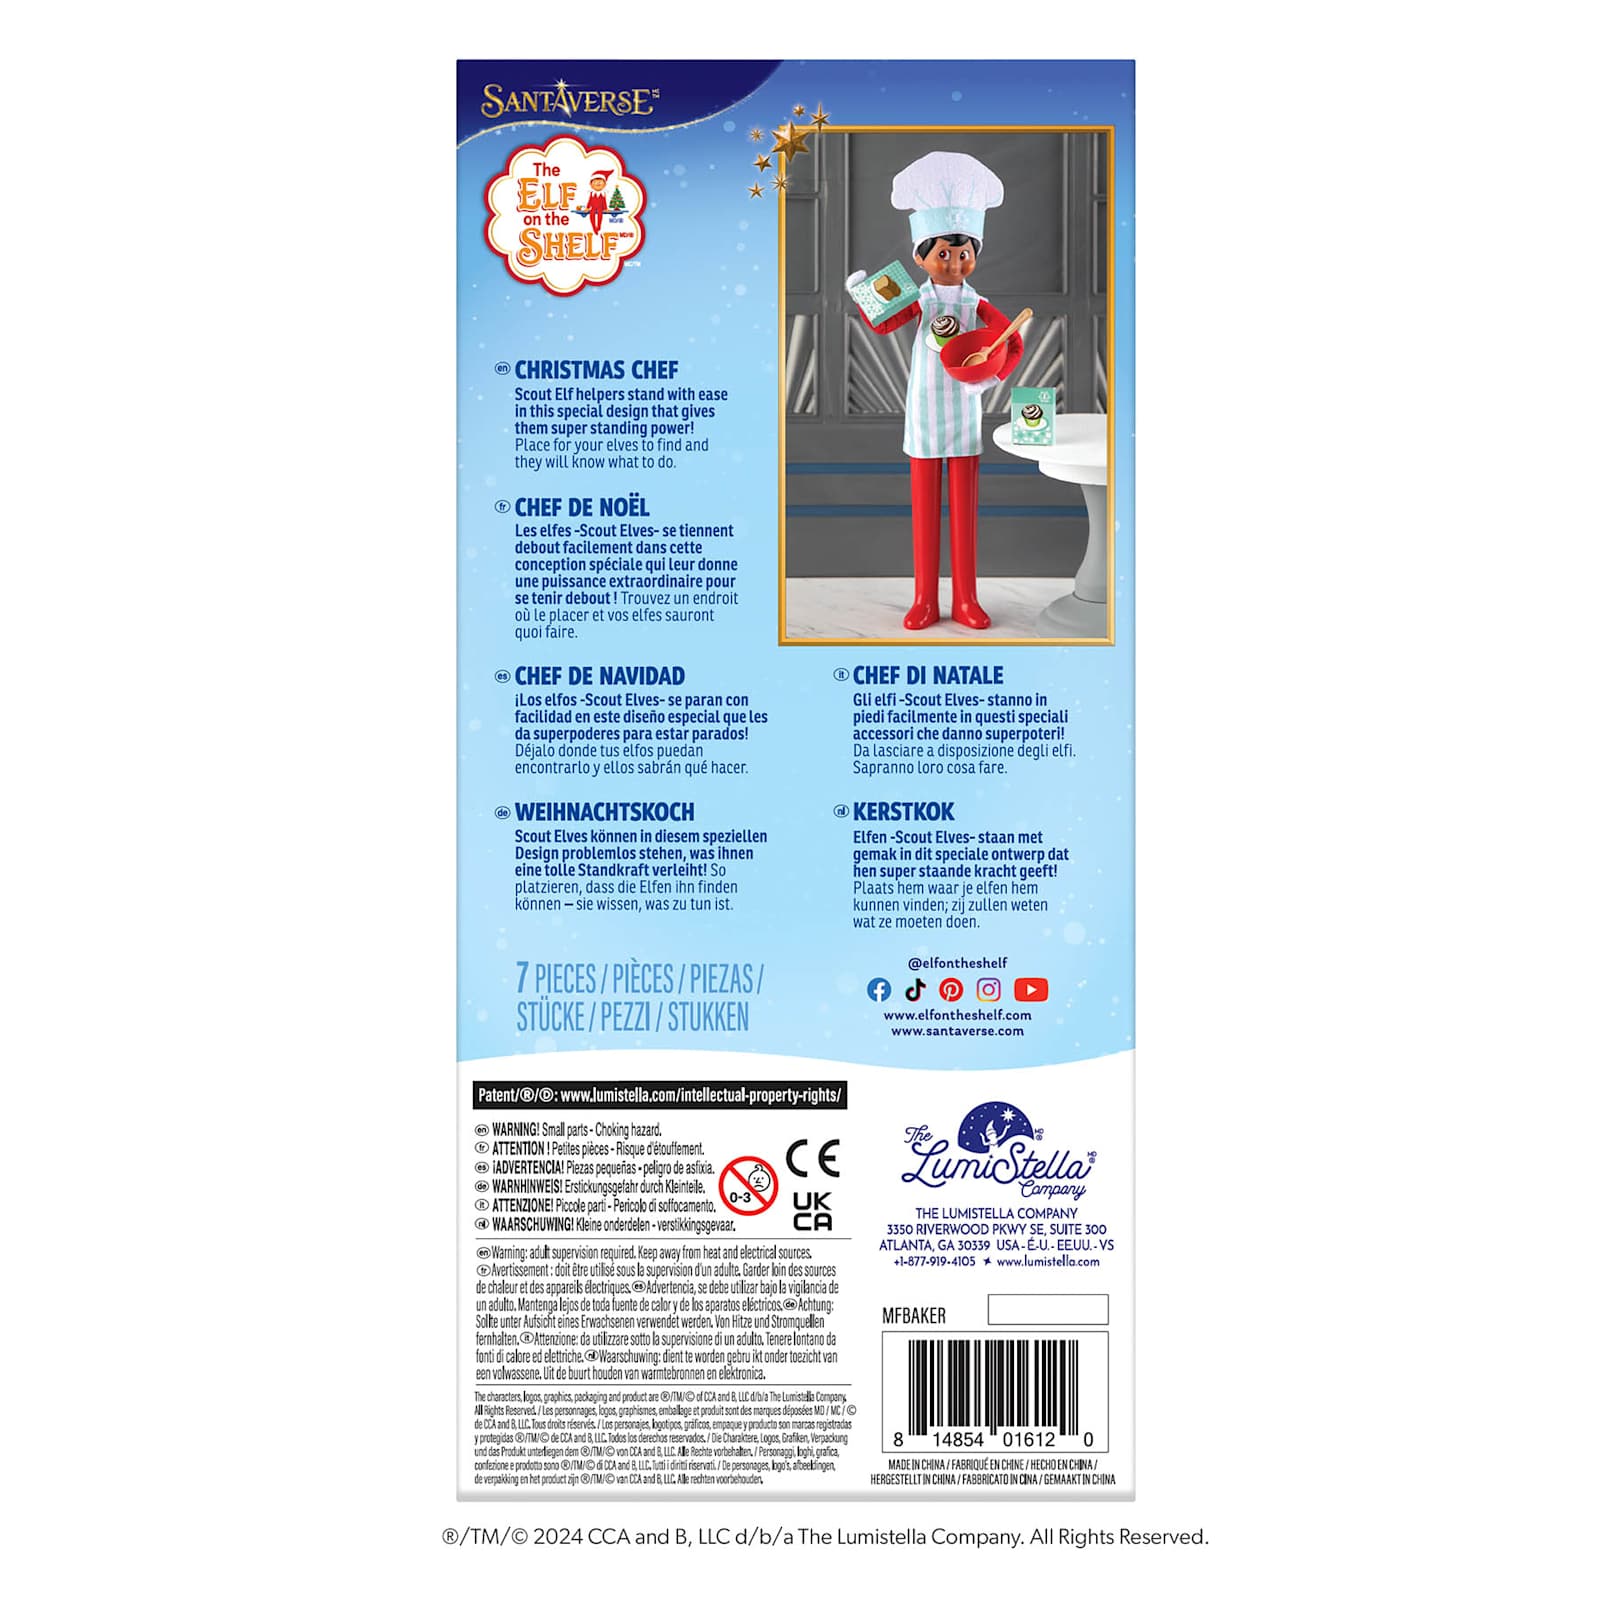 SANTAVERSE
The
ELF
on the
SHELF
en CHRISTMAS CHEF
Scout Elf helpers stand with ease
in this special design that gives
them super standing power!
Place for your elves to find and
they will know what to do.
fr CHEF DE NOËL
Les elfes -Scout Elves- se tiennent
debout facilement dans cette
conception spéciale qui leur donne
une puissance extraordinaire pour
se tenir debout ! Trouvez un endroit
où le placer et vos elfes sauront
quoi faire.
es CHEF DE NAVIDAD
¡Los elfos -Scout Elves- se paran con
facilidad en este diseño especial que les
da superpoderes para estar parados!
Déjalo donde tus elfos puedan
encontrarlo y ellos sabrán qué hacer.
it CHEF DI NATALE
Gli elfi -Scout Elves- stanno in
piedi facilmente in questi speciali
accessori che danno superpoteri!
Da lasciare a disposizione degli elfi.
Sapranno loro cosa fare.
de WEIHNACHTSKOCH
Scout Elves können in diesem speziellen
Design problemlos stehen, was ihnen
eine tolle Standkraft verleiht! So
platzieren, dass die Elfen ihn finden
können – sie wissen, was zu tun ist.
nl KERSTKOK
Elfen -Scout Elves- staan met
gemak in dit speciale ontwerp dat
hen super staande kracht geeft!
Plaats hem waar je elfen hem
kunnen vinden; zij zullen weten
wat ze moeten doen.
7 PIECES / PIÈCES / PIEZAS /
STÜCKE / PEZZI / STUKKEN
@elfontheshelf
www.elfontheshelf.com
www.santaverse.com
Patent/®/Ⓓ: www.lumistella.com/intellectual-property-rights/
en WARNING! Small parts - Choking hazard.
fr ATTENTION ! Petites pièces - Risque d'étouffement.
es ¡ADVERTENCIA! Piezas pequeñas - peligro de asfixia.
de WARNHINWEIS! Erstickungsgefahr durch Kleinteile.
it ATTENZIONE! Piccole parti - Pericolo di soffocamento.
nl WAARSCHUWING! Kleine onderdelen - verstikkingsgevaar.
0-3
CE
UK
CA
en Warning: adult supervision required. Keep away from heat and electrical sources.
fr Avertissement : doit être utilisé sous la supervision d'un adulte. Garder loin des sources
de chaleur et des appareils électriques. es Advertencia, se debe utilizar bajo la vigilancia de
un adulto. Mantenga lejos de toda fuente de calor y de los aparatos eléctricos. de Achtung:
Sollte unter Aufsicht eines Erwachsenen verwendet werden. Von Hitze und Stromquellen
fernhalten. it Attenzione: da utilizzare sotto la supervisione di un adulto. Tenere lontano da
fonti di calore ed elettriche. nl Waarschuwing: dient te worden gebru ikt onder toezicht van
een volwassene. Uit de buurt houden van warmtebronnen en elektronica.
The characters, logos, graphics, packaging and product are ®/TM/© of CCA and B, LLC d/b/a The Lumistella Company.
All Rights Reserved. / Les personnages, logos, graphismes, emballage et produit sont des marques déposées MD / MC / ©
de CCA and B, LLC. Tous droits réservés. / Los personajes, logotipos, gráficos, empaque y producto son marcas registradas
y protegidas ®/TM/© de CCA and B, LLC. Todos los derechos reservados. / Die Charaktere, Logos, Grafiken, Verpackung
und das Produkt unterliegen dem ®/TM/© von CCA and B, LLC. Alle Rechte vorbehalten. / Personaggi, loghi, grafica,
confezione e prodotto sono ®/TM/© di CCA and B, LLC. Tutti i diritti riservati. / De personages, logo's, afbeeldingen,
de verpakking en het product zijn ®/TM/© van CCA and B, LLC. Alle rechten voorbehouden.
The
LumiStella
Company
THE LUMISTELLA COMPANY
3350 RIVERWOOD PKWY SE, SUITE 300
ATLANTA, GA 30339 USA - É-U. - EE.UU. - VS
+1-877-919-4105 www.lumistella.com
MFBAKER
8 14854 01612 0
MADE IN CHINA / FABRIQUÉ EN CHINE / HECHO EN CHINA /
HERGESTELLT IN CHINA / FABBRICATO IN CINA / GEMAAKT IN CHINA
®/TM/© 2024 CCA and B, LLC d/b/a The Lumistella Company. All Rights Reserved.